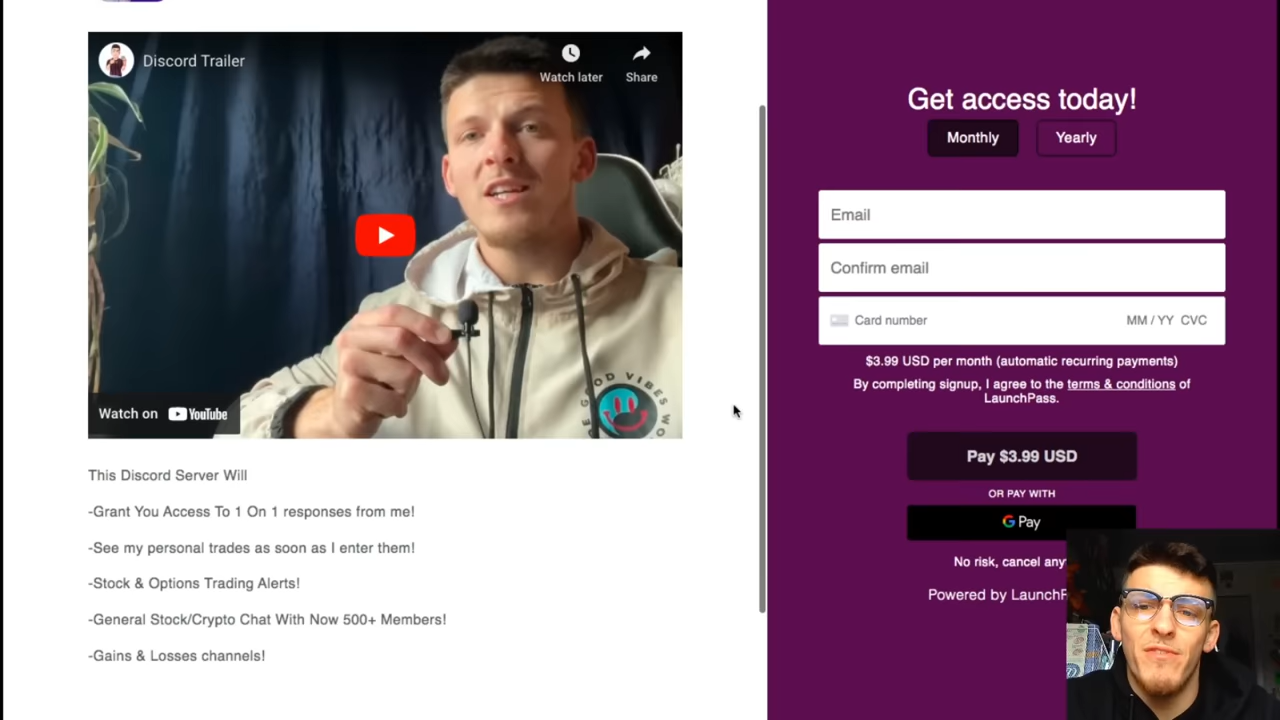 Discord Trailer
Watch later
Share
GOOD VIBES
Watch on YouTube
This Discord Server Will
-Grant You Access To 1 On 1 responses from me!
-See my personal trades as soon as I enter them!
-Stock & Options Trading Alerts!
-General Stock/Crypto Chat With Now 500+ Members!
-Gains & Losses channels!
Get access today!
Monthly
Yearly
Email
Confirm email
Card number MM / YY CVC
$3.99 USD per month (automatic recurring payments)
By completing signup, I agree to the terms & conditions of
LaunchPass.
Pay $3.99 USD
OR PAY WITH
G Pay
No risk, cancel any
Powered by Launch